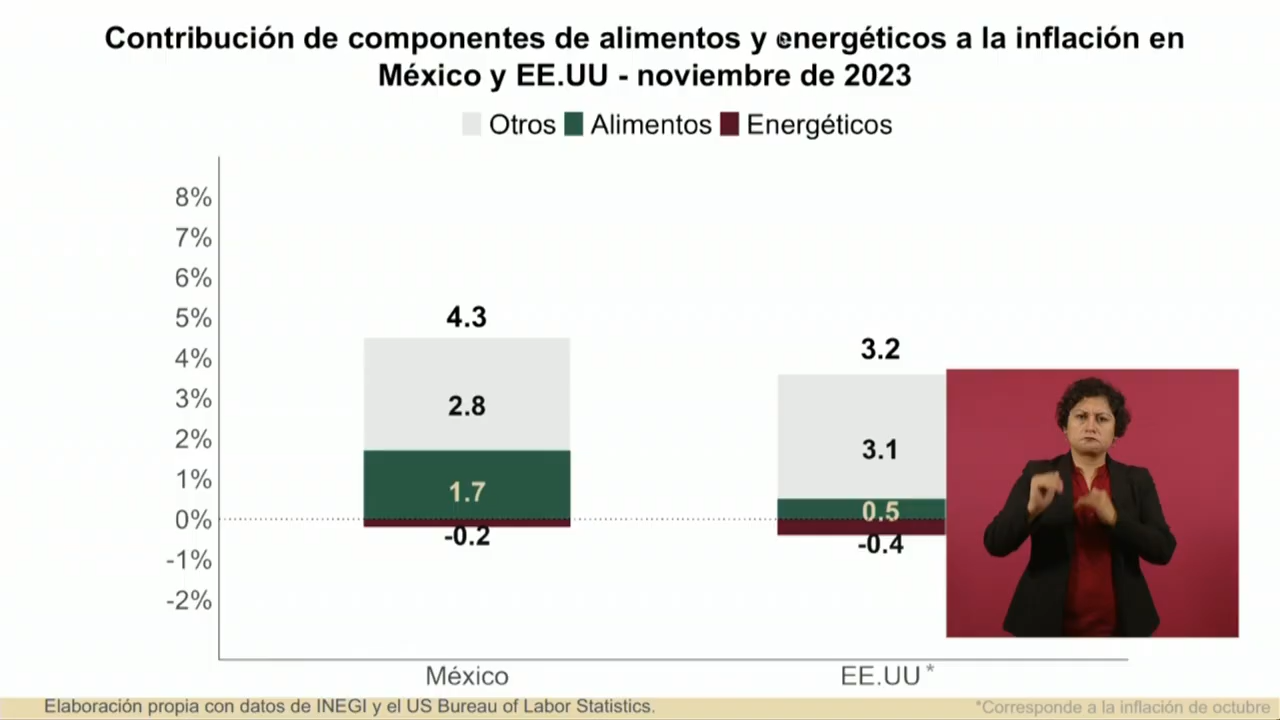 Contribución de componentes de alimentos y energéticos a la inflación en
México y EE.UU - noviembre de 2023
Otros Alimentos Energéticos
8%
7%
6%
5%
4%
3%
2%
1%
0%
-1%
-2%
4.3
2.8
1.7
-0.2
3.2
3.1
0.5
-0.4
México
EE.UU*
Elaboración propia con datos de INEGI y el US Bureau of Labor Statistics.
*Corresponde a la inflación de octubre